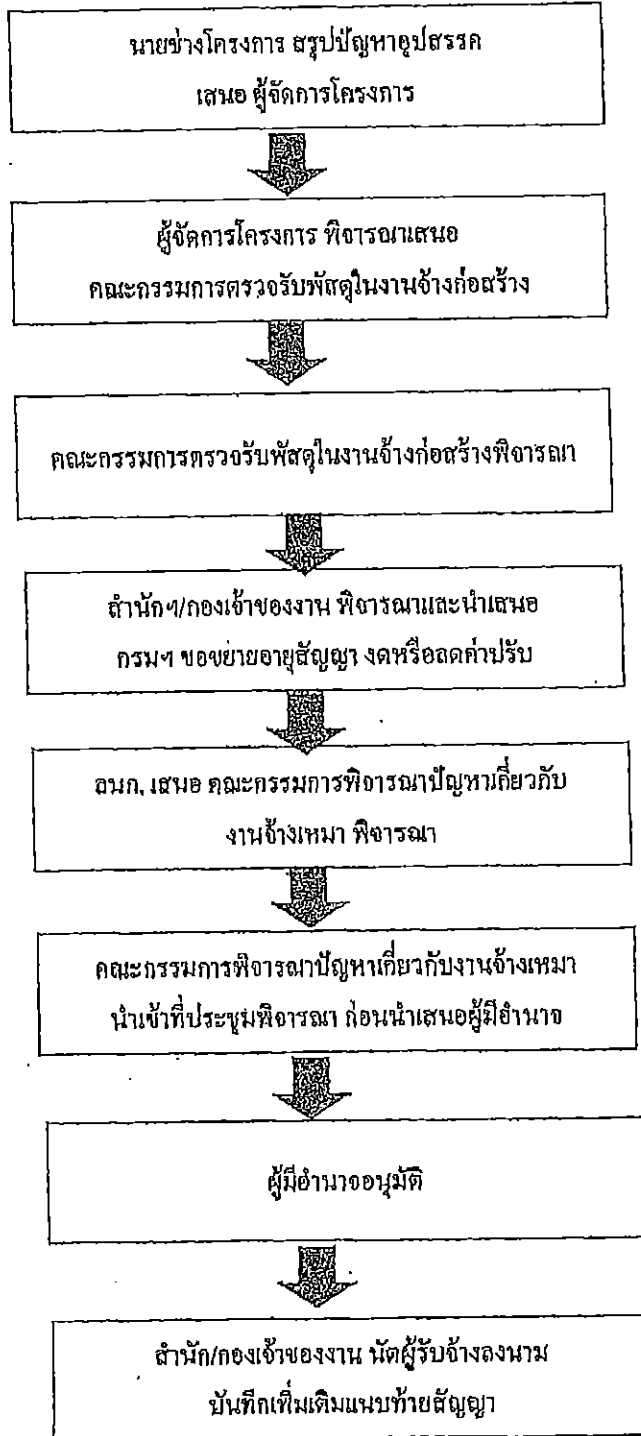 นายช่างโครงการ สรุปปัญหาอุปสรรค
เสนอ ผู้จัดการโครงการ
ผู้จัดการโครงการ พิจารณาเสนอ
คณะกรรมการตรวจรับพัสดุในงานจ้างก่อสร้าง
คณะกรรมการตรวจรับพัสดุในงานจ้างก่อสร้างพิจารณา
สำนักฯ/กองเจ้าของงาน พิจารณาและนำเสนอ
กรมฯ ขอขยายอายุสัญญา งดหรือลดค่าปรับ
อนก. เสนอ คณะกรรมการพิจารณาปัญหาเกี่ยวกับ
งานจ้างเหมา พิจารณา
คณะกรรมการพิจารณาปัญหาเกี่ยวกับงานจ้างเหมา
นำเข้าที่ประชุมพิจารณา ก่อนนำเสนอผู้มีอำนาจ
ผู้มีอำนาจอนุมัติ
สำนัก/กองเจ้าของงาน นัดผู้รับจ้างลงนาม
บันทึกเพิ่มเติมแนบท้ายสัญญา